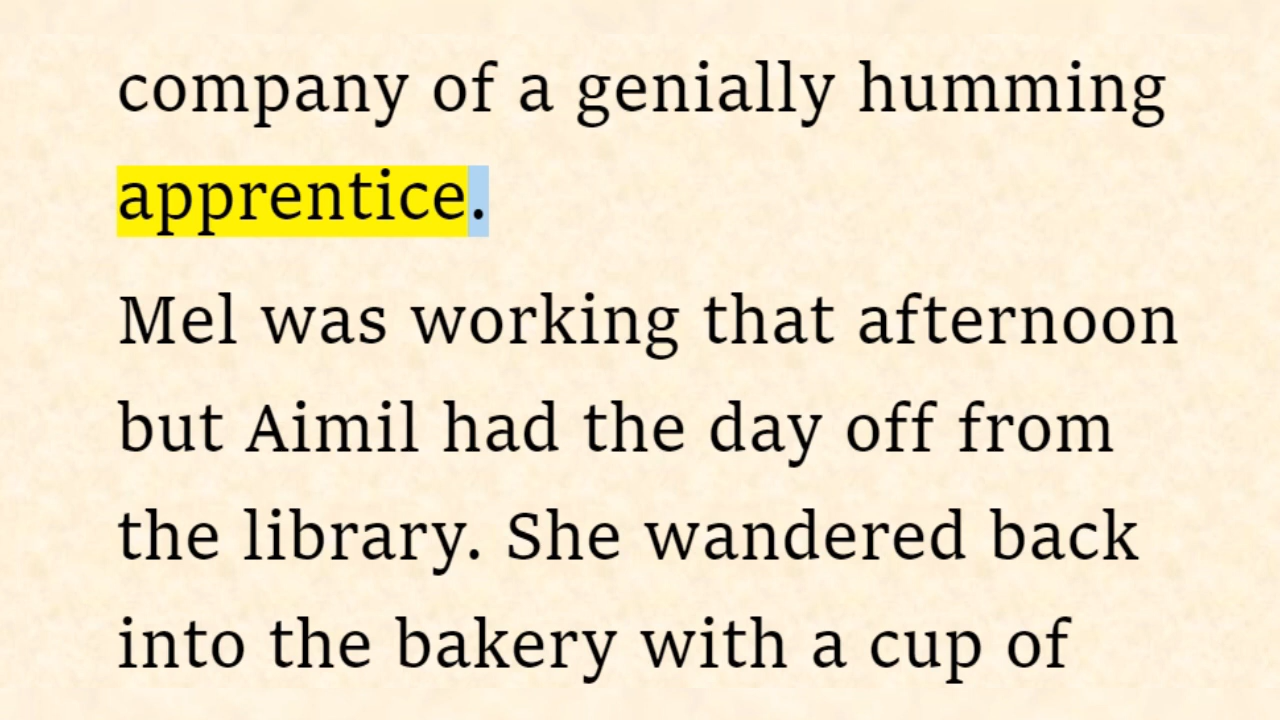 company of a genially humming
apprentice.
Mel was working that afternoon
but Aimil had the day off from
the library. She wandered back
into the bakery with a cup of